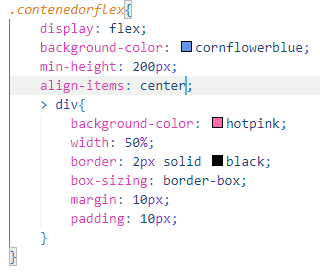 .contenedorflex{
display: flex;
background-color: cornflowerblue;
min-height: 200px;
align-items: center;
> div{
background-color: hotpink;
width: 50%;
border: 2px solid black;
box-sizing: border-box;
margin: 10px;
padding: 10px;
}
}